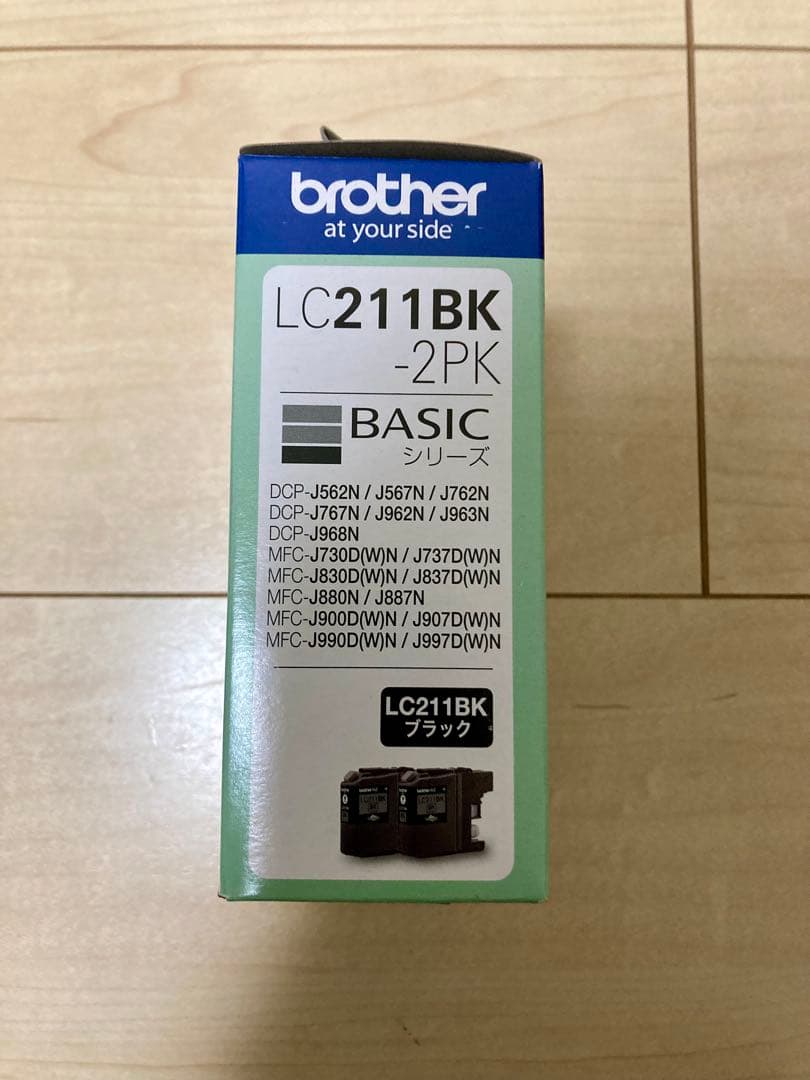 brother
at your side
LC211BK
-2PK
BASIC
シリーズ
DCP-J562N / J567N / J762N
DCP-J767N / J962N / J963N
DCP-J968N
MFC-J730D(W)N / J737D(W)N
MFC-J830D(W)N / J837D(W)N
MFC-J880N / J887N
MFC-J900D(W)N / J907D(W)N
MFC-J990D(W)N / J997D(W)N
LC211BK
ブラック
LC211BK
LC211BK